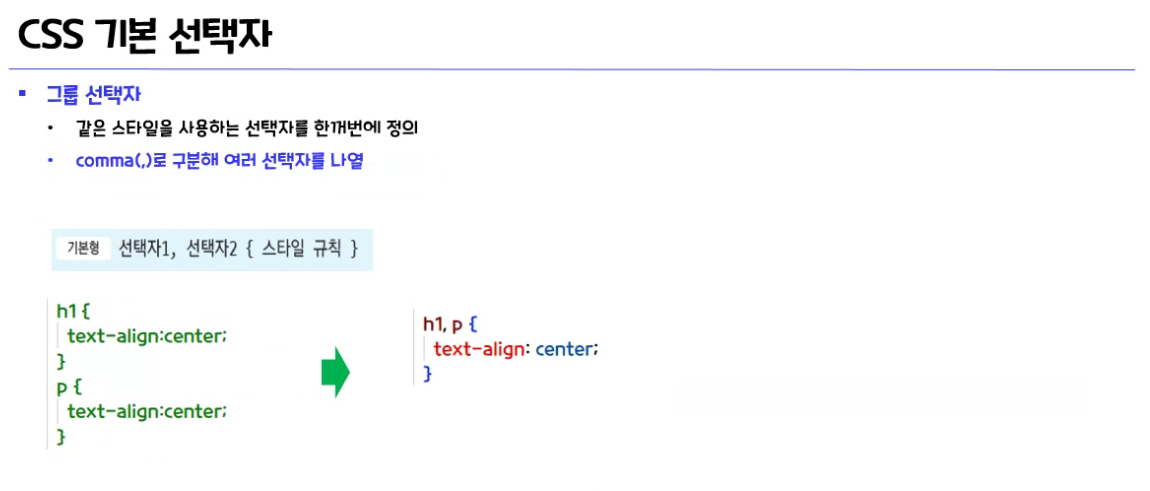 CSS 기본 선택자
▪ 그룹 선택자
• 같은 스타일을 사용하는 선택자를 한꺼번에 정의
• comma(,)로 구분해 여러 선택자를 나열
기본형 선택자1, 선택자2 { 스타일 규칙 }
h1 {
text-align:center;
}
p {
text-align:center;
}
h1, p {
text-align: center;
}